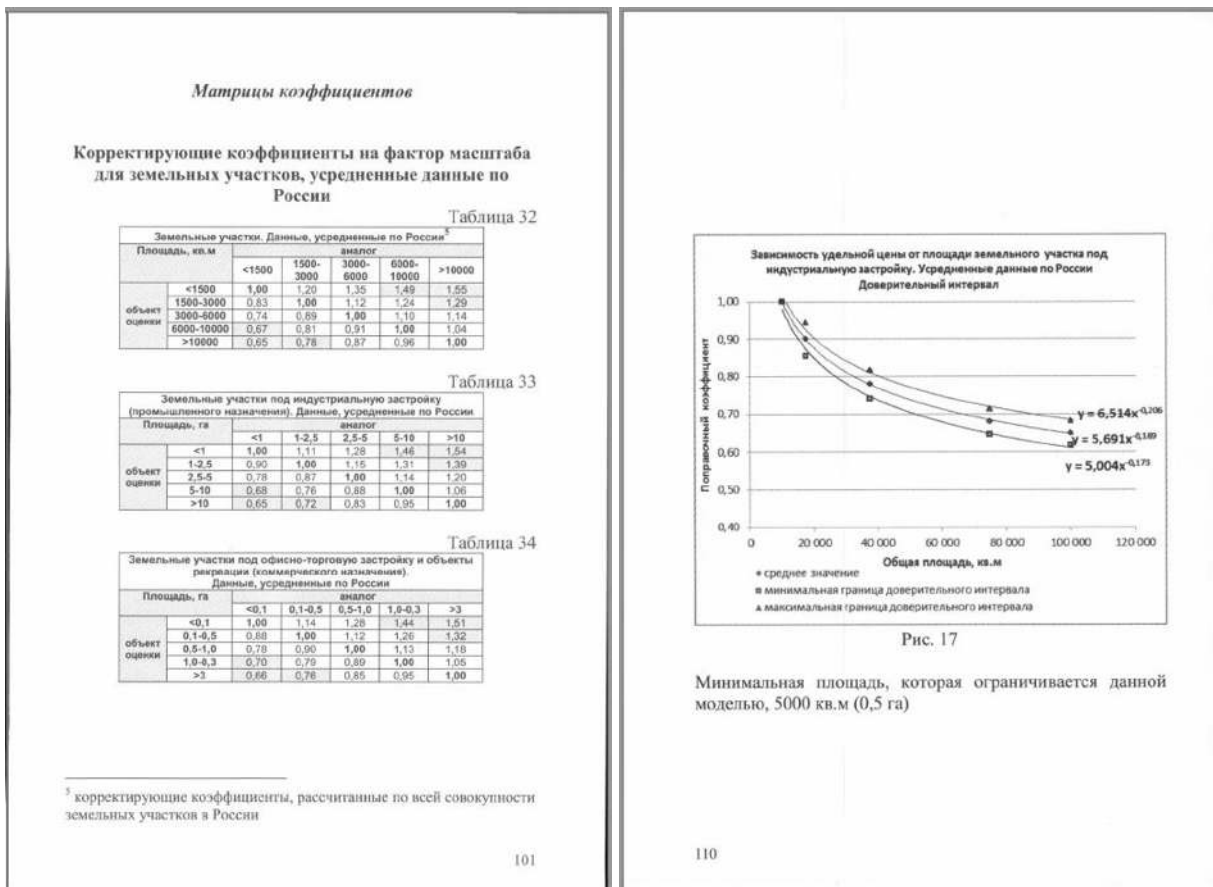 Матрицы коэффициентов
Корректирующие коэффициенты на фактор масштаба
для земельных участков, усредненные данные по
России
Таблица 32
Земельные участки. Данные, усредненные по России⁵
Площадь, кв.м аналог
<1500 1500-3000 3000-6000 6000-10000 >10000
объект оценки
<1500 1,00 1,20 1,35 1,49 1,55
1500-3000 0,83 1,00 1,12 1,24 1,29
3000-6000 0,74 0,89 1,00 1,10 1,14
6000-10000 0,67 0,81 0,91 1,00 1,04
>10000 0,65 0,78 0,87 0,96 1,00
Таблица 33
Земельные участки под индустриальную застройку
(промышленного назначения). Данные, усредненные по России
Площадь, га аналог
<1 1-2,5 2,5-5 5-10 >10
объект оценки
<1 1,00 1,11 1,28 1,46 1,54
1-2,5 0,90 1,00 1,15 1,31 1,39
2,5-5 0,78 0,87 1,00 1,14 1,20
5-10 0,68 0,76 0,88 1,00 1,06
>10 0,65 0,72 0,83 0,95 1,00
Таблица 34
Земельные участки под офисно-торговую застройку и объекты
рекреации (коммерческого назначения).
Данные, усредненные по России
Площадь, га аналог
<0,1 0,1-0,5 0,5-1,0 1,0-0,3 >3
объект оценки
<0,1 1,00 1,14 1,28 1,44 1,51
0,1-0,5 0,88 1,00 1,12 1,26 1,32
0,5-1,0 0,78 0,90 1,00 1,13 1,18
1,0-0,3 0,70 0,79 0,89 1,00 1,05
>3 0,66 0,76 0,85 0,95 1,00
⁵ корректирующие коэффициенты, рассчитанные по всей совокупности
земельных участков в России
101
Зависимость удельной цены от площади земельного участка под
индустриальную застройку. Усредненные данные по России
Доверительный интервал
Поправочный коэффициент
1,00
0,90
0,80
0,70
0,60
0,50
0,40
y = 6,514x^-0,206
y = 5,691x^-0,189
y = 5,004x^-0,173
0 20 000 40 000 60 000 80 000 100 000 120 000
Общая площадь, кв.м
среднее значение
минимальная граница доверительного интервала
максимальная граница доверительного интервала
Рис. 17
Минимальная площадь, которая ограничивается данной
моделью, 5000 кв.м (0,5 га)
110